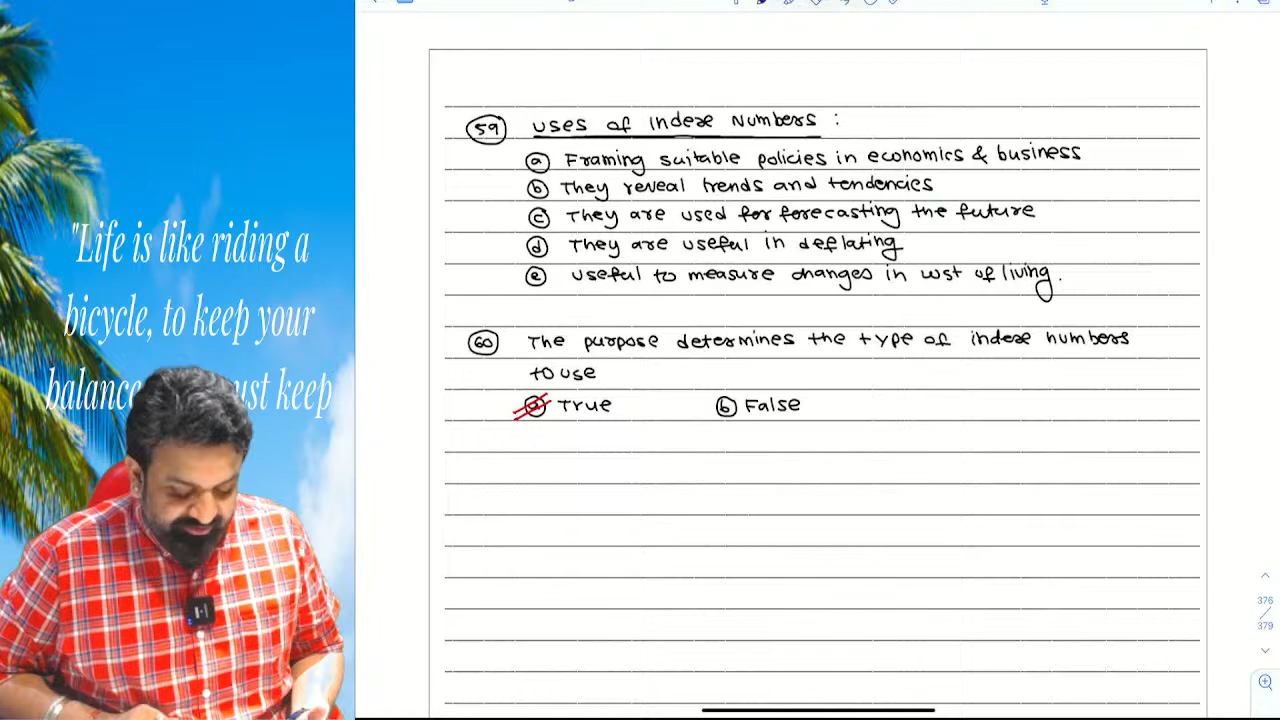 "Life is like riding a
bicycle, to keep your
balance ust keep
59 Uses of Index Numbers :
a Framing suitable policies in economics & business
b They reveal trends and tendencies
c They are used for forecasting the future
d They are useful in deflating
e useful to measure changes in cost of living.
60 The purpose determines the type of index numbers
to use
a True b False
376
379